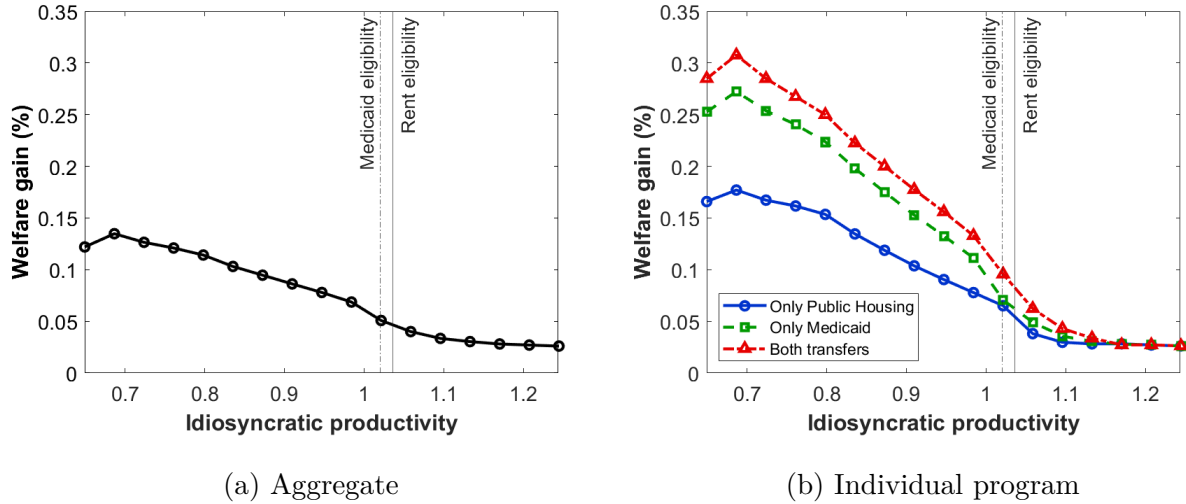 0.35
0.3
0.25
0.2
0.15
0.1
0.05
0
Welfare gain (%)
Medicaid eligibility
Rent eligibility
0.7 0.8 0.9 1 1.1 1.2
Idiosyncratic productivity
(a) Aggregate
0.35
0.3
0.25
0.2
0.15
0.1
0.05
0
Welfare gain (%)
Medicaid eligibility
Rent eligibility
Only Public Housing
Only Medicaid
Both transfers
0.7 0.8 0.9 1 1.1 1.2
Idiosyncratic productivity
(b) Individual program